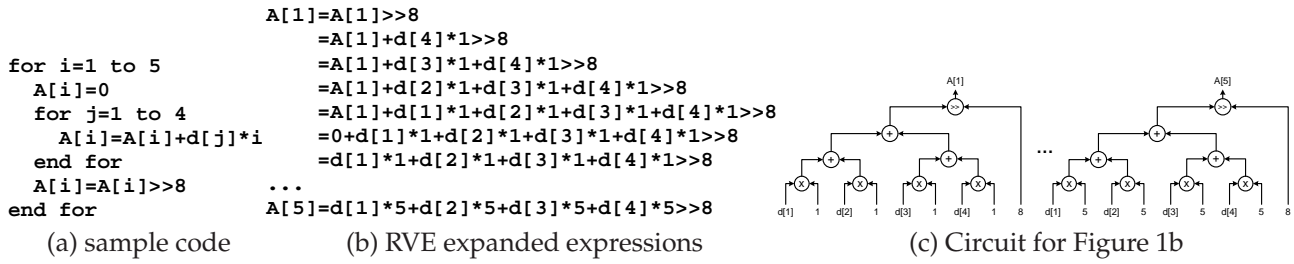 for i=1 to 5
A[i]=0
for j=1 to 4
A[i]=A[i]+d[j]*i
end for
A[i]=A[i]>>8
end for
(a) sample code
A[1]=A[1]>>8
=A[1]+d[4]*1>>8
=A[1]+d[3]*1+d[4]*1>>8
=A[1]+d[2]*1+d[3]*1+d[4]*1>>8
=A[1]+d[1]*1+d[2]*1+d[3]*1+d[4]*1>>8
=0+d[1]*1+d[2]*1+d[3]*1+d[4]*1>>8
=d[1]*1+d[2]*1+d[3]*1+d[4]*1>>8
...
A[5]=d[1]*5+d[2]*5+d[3]*5+d[4]*5>>8
(b) RVE expanded expressions
A[1]
>>
+
+ +
x x x x
d[1] 1 d[2] 1 d[3] 1 d[4] 1 8
...
A[5]
>>
+
+ +
x x x x
d[1] 5 d[2] 5 d[3] 5 d[4] 5 8
(c) Circuit for Figure 1b